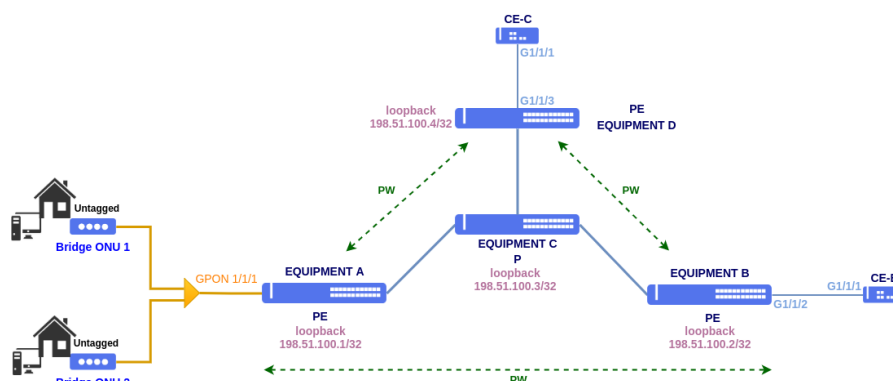 CE-C
G1/1/1
G1/1/3
loopback
198.51.100.4/32
PE
EQUIPMENT D
PW
PW
Untagged
Bridge ONU 1
GPON 1/1/1
EQUIPMENT A
PE
loopback
198.51.100.1/32
EQUIPMENT C
P
loopback
198.51.100.3/32
EQUIPMENT B
PE
loopback
198.51.100.2/32
G1/1/1
G1/1/2
Untagged
PW